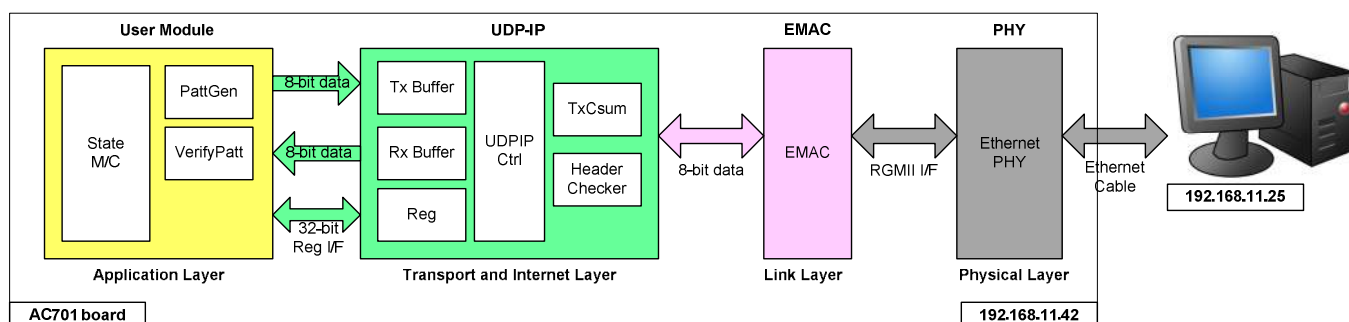 User Module
UDP-IP
EMAC
PHY
State
M/C
PattGen
VerifyPatt
8-bit data
8-bit data
32-bit
Reg I/F
Tx Buffer
Rx Buffer
Reg
UDPIP
Ctrl
TxCsum
Header
Checker
8-bit data
EMAC
RGMII I/F
Ethernet
PHY
Ethernet
Cable
192.168.11.25
Application Layer
Transport and Internet Layer
Link Layer
Physical Layer
AC701 board
192.168.11.42